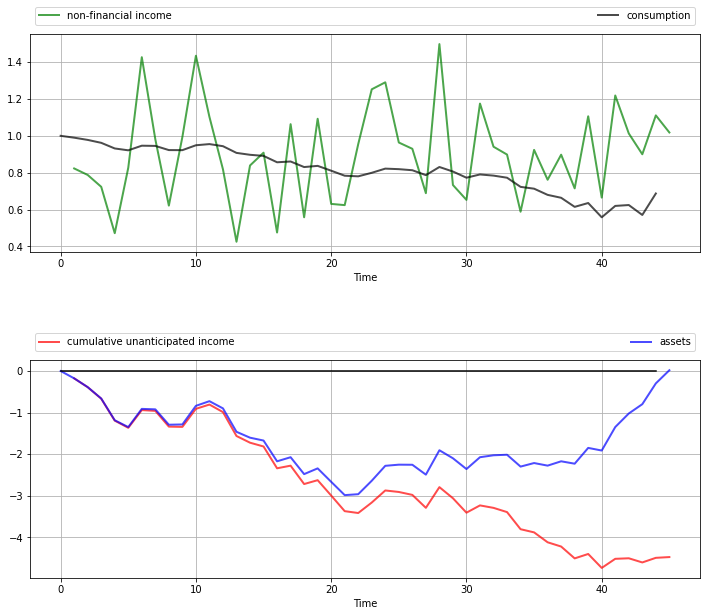 non-financial income consumption
1.4
1.2
1.0
0.8
0.6
0.4
0 10 20 30 40
Time
cumulative unanticipated income assets
0
−1
−2
−3
−4
0 10 20 30 40
Time